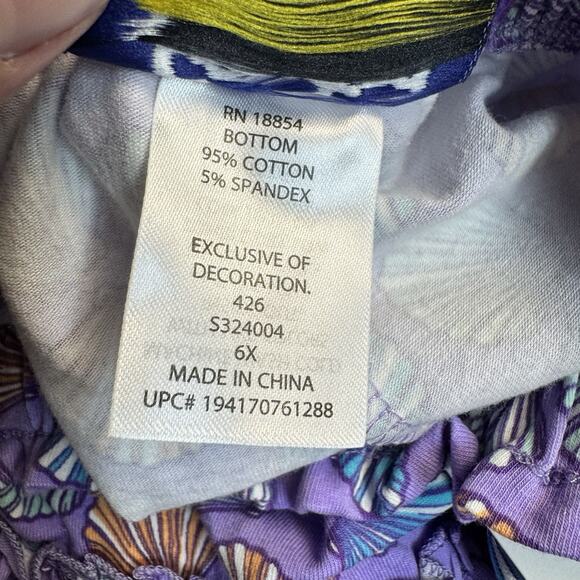 RN 18854
BOTTOM
95% COTTON
5% SPANDEX
EXCLUSIVE OF
DECORATION.
426
S324004
6X
MADE IN CHINA
UPC# 194170761288